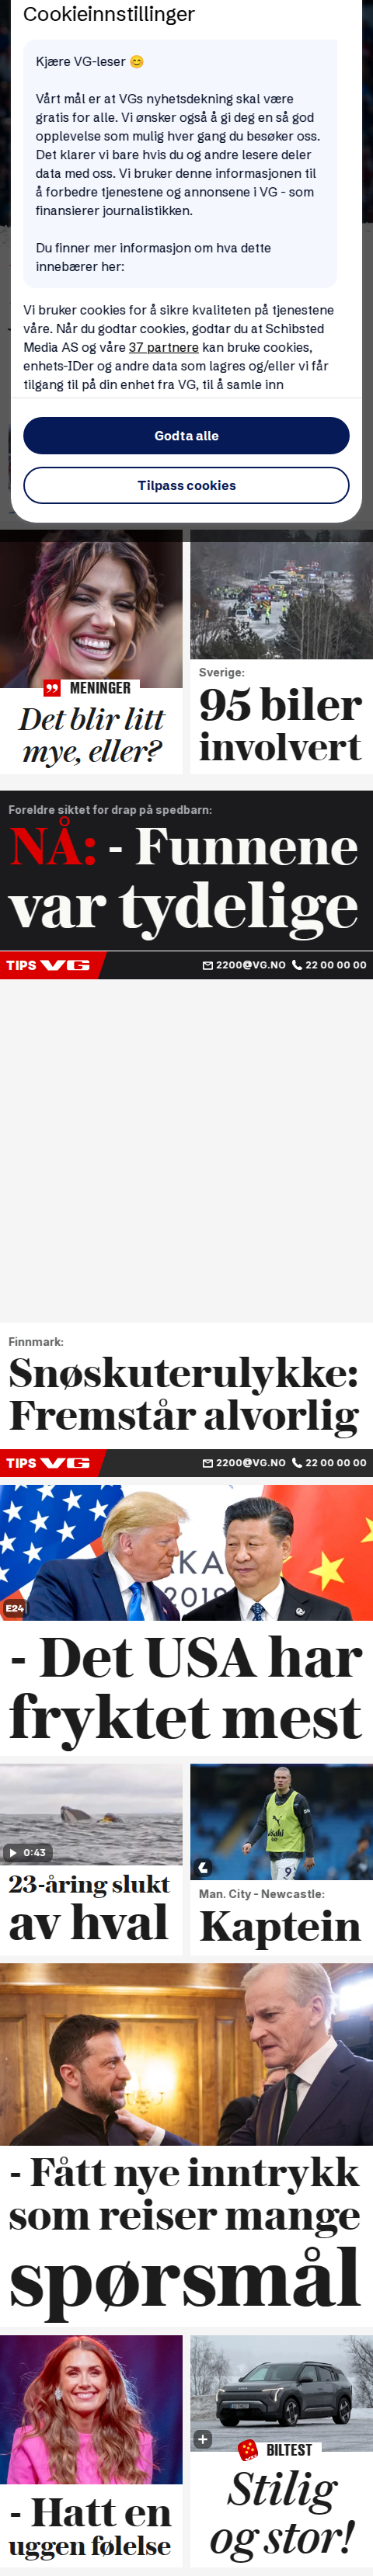 Cookieinnstillinger
Kjære VG-leser 😊
Vårt mål er at VGs nyhetsdekning skal være
gratis for alle. Vi ønsker også å gi deg en så god
opplevelse som mulig hver gang du besøker oss.
Det klarer vi bare hvis du og andre lesere deler
data med oss. Vi bruker denne informasjonen til
å forbedre tjenestene og annonsene i VG - som
finansierer journalistikken.
Du finner mer informasjon om hva dette
innebærer her:
Vi bruker cookies for å sikre kvaliteten på tjenestene
våre. Når du godtar cookies, godtar du at Schibsted
Media AS og våre 37 partnere kan bruke cookies,
enhets-IDer og andre data som lagres og/eller vi får
tilgang til på din enhet fra VG, til å samle inn
Godta alle
Tilpass cookies
MENINGER
Det blir litt
mye, eller?
Sverige:
95 biler
involvert
Foreldre siktet for drap på spedbarn:
NÅ: - Funnene
var tydelige
TIPS VG 2200@VG.NO 22 00 00 00
Finnmark:
Snøskuterulykke:
Fremstår alvorlig
TIPS VG 2200@VG.NO 22 00 00 00
AKA
2019
E24
- Det USA har
fryktet mest
0:43
23-åring slukt
av hval
9
Man. City - Newcastle:
Kaptein
- Fått nye inntrykk
som reiser mange
spørsmål
- Hatt en
uggen følelse
BILTEST
Stilig
og stor!